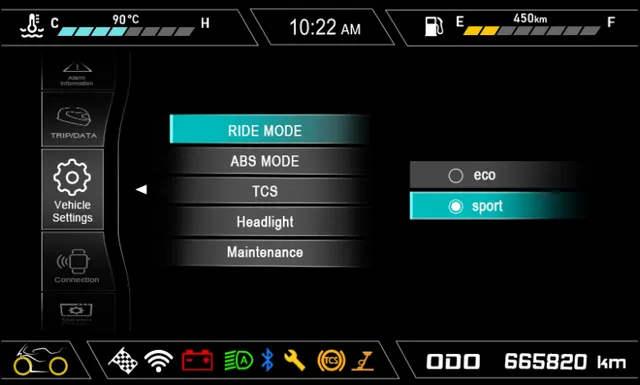 C 90°C H
10:22 AM
E 450km F
Alarm
Information
TRIP/DATA
Vehicle
Settings
Connection
RIDE MODE
ABS MODE
TCS
Headlight
Maintenance
eco
sport
A
TCS
ODO 665820 km